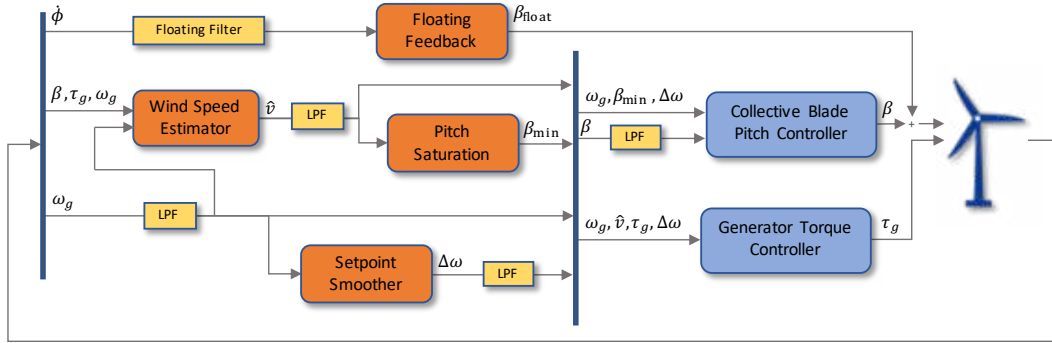 ϕ̇
Floating Filter
Floating
Feedback
β_float
β, τ_g, ω_g
Wind Speed
Estimator
v̂
LPF
Pitch
Saturation
β_min
ω_g, β_min, Δω
β
LPF
Collective Blade
Pitch Controller
β
+
ω_g
LPF
Setpoint
Smoother
Δω
LPF
ω_g, v̂, τ_g, Δω
Generator Torque
Controller
τ_g